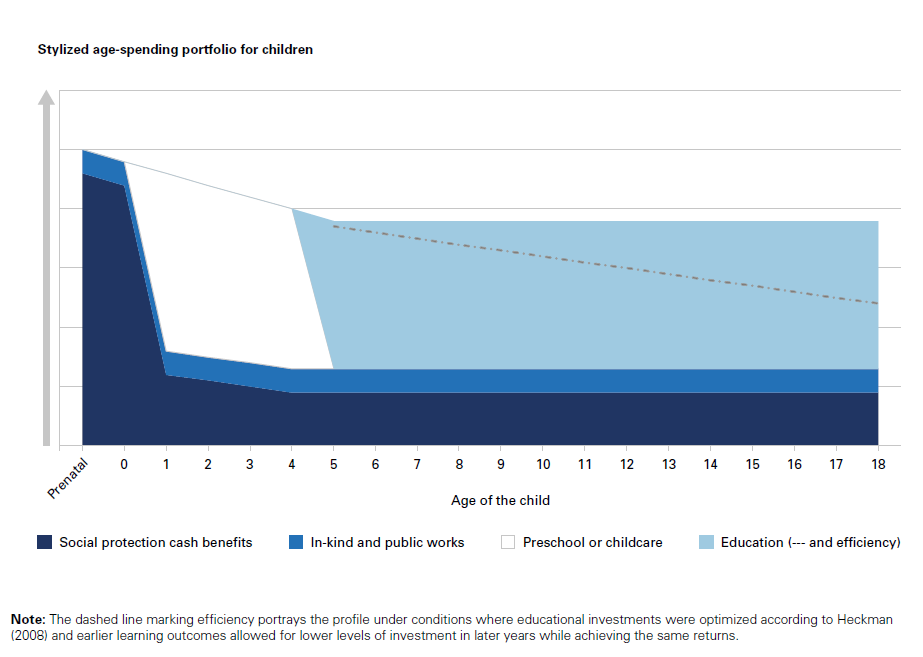 Stylized age-spending portfolio for children
Prenatal 0 1 2 3 4 5 6 7 8 9 10 11 12 13 14 15 16 17 18
Age of the child
Social protection cash benefits In-kind and public works Preschool or childcare Education (--- and efficiency)
Note: The dashed line marking efficiency portrays the profile under conditions where educational investments were optimized according to Heckman
(2008) and earlier learning outcomes allowed for lower levels of investment in later years while achieving the same returns.